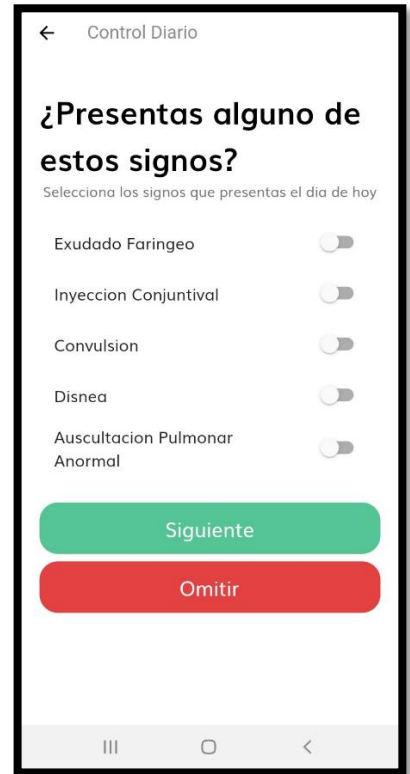 Control Diario
¿Presentas alguno de
estos signos?
Selecciona los signos que presentas el dia de hoy
Exudado Faringeo
Inyeccion Conjuntival
Convulsion
Disnea
Auscultacion Pulmonar
Anormal
Siguiente
Omitir